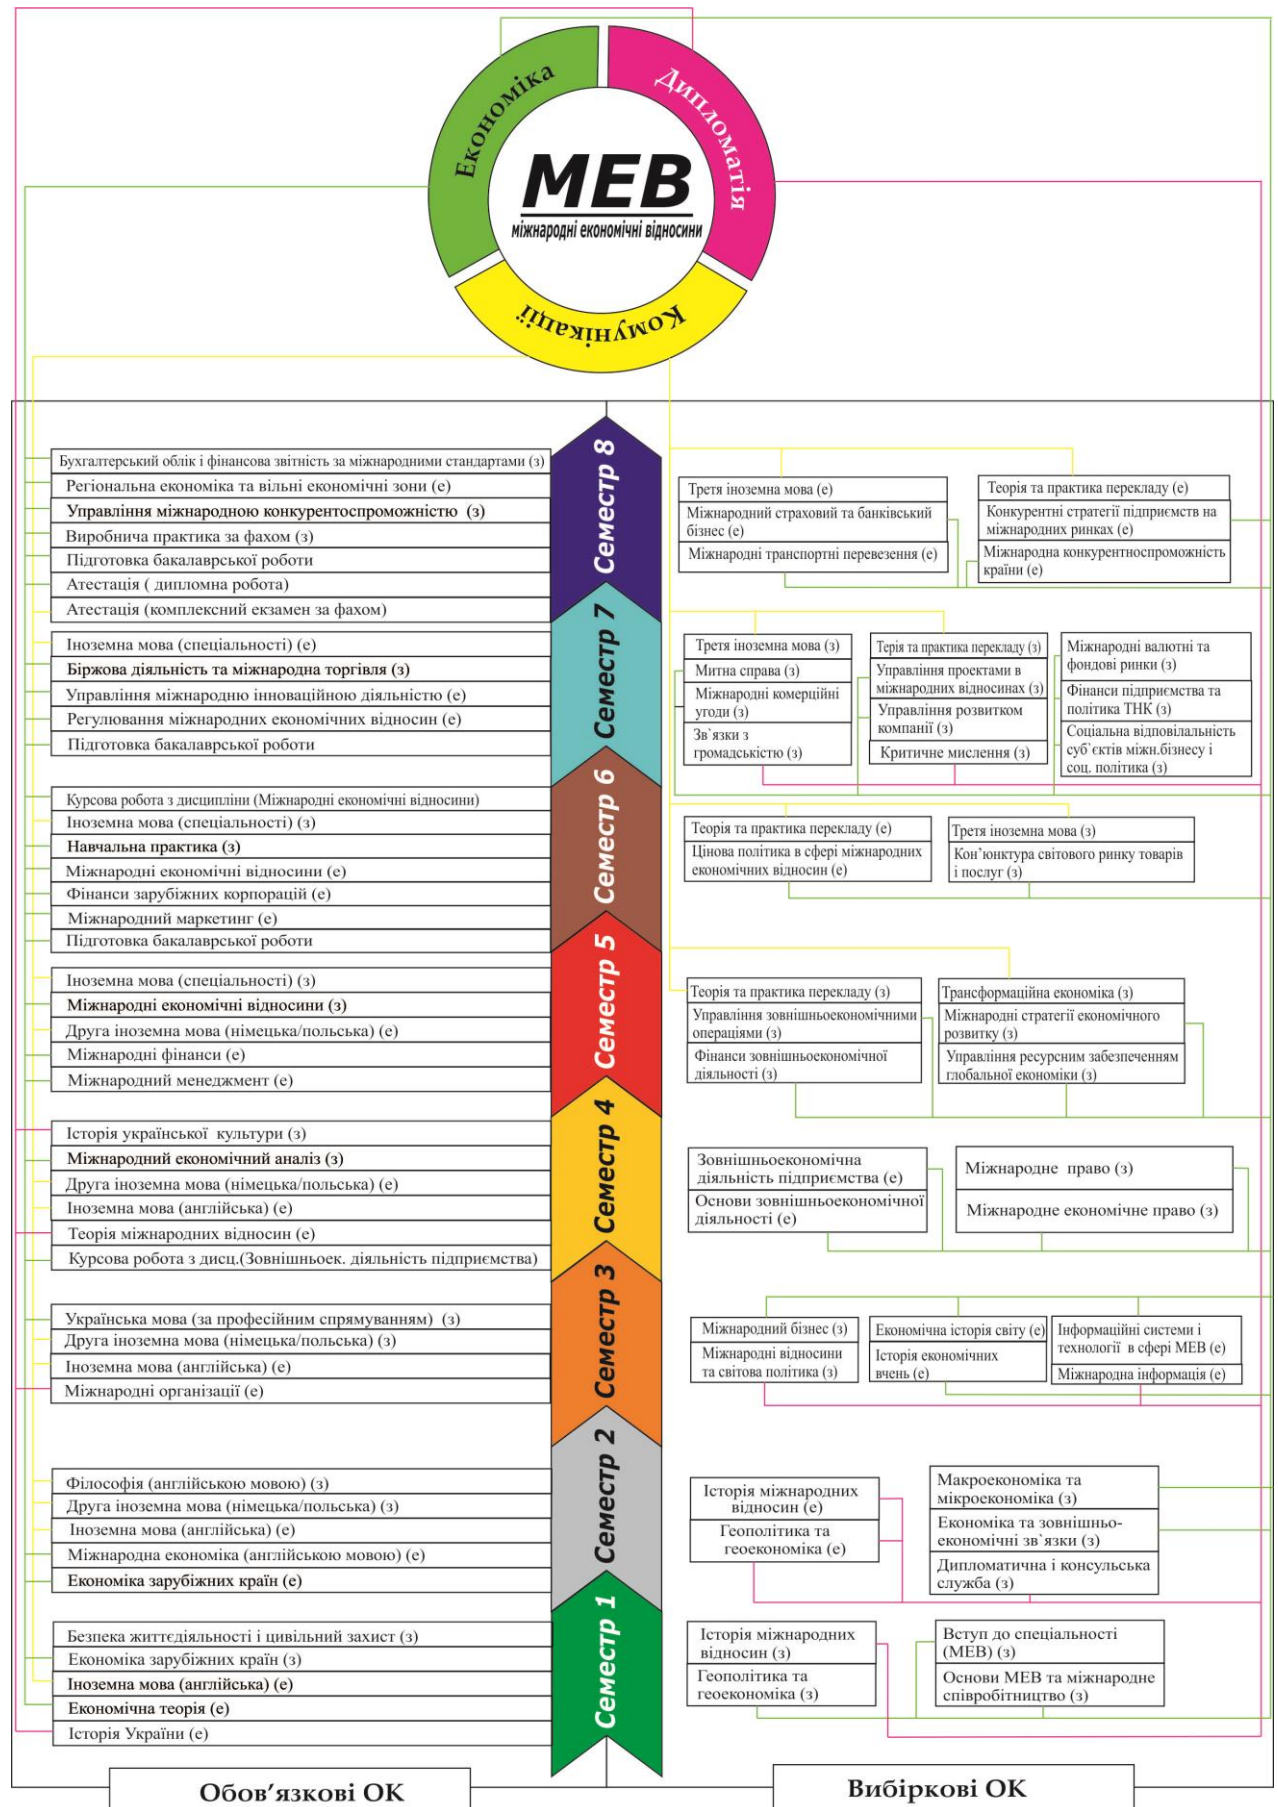 Економіка
Дипломатія
Комунікації
МЕВ
міжнародні економічні відносини
Семестр 8
Бухгалтерський облік і фінансова звітність за міжнародними стандартами (з)
Регіональна економіка та вільні економічні зони (е)
Управління міжнародною конкурентоспроможністю (з)
Виробнича практика за фахом (з)
Підготовка бакалаврської роботи
Атестація ( дипломна робота)
Атестація (комплексний екзамен за фахом)
Третя іноземна мова (е)
Міжнародний страховий та банківський
бізнес (е)
Міжнародні транспортні перевезення (е)
Теорія та практика перекладу (е)
Конкурентні стратегії підприємств на
міжнародних ринках (е)
Міжнародна конкурентноспроможність
країни (е)
Семестр 7
Іноземна мова (спеціальності) (е)
Біржова діяльність та міжнародна торгівля (з)
Управління міжнародню інноваційною діяльністю (е)
Регулювання міжнародних економічних відносин (е)
Підготовка бакалаврської роботи
Третя іноземна мова (з)
Митна справа (з)
Міжнародні комерційні
угоди (з)
Зв`язки з
громадськістю (з)
Терія та практика перекладу (з)
Управління проектами в
міжнародних відносинах (з)
Управління розвитком
компанії (з)
Критичне мислення (з)
Міжнародні валютні та
фондові ринки (з)
Фінанси підприємства та
політика ТНК (з)
Соціальна відповілальність
суб`єктів міжн.бізнесу і
соц. політика (з)
Семестр 6
Курсова робота з дисципліни (Міжнародні економічні відносини)
Іноземна мова (спеціальності) (з)
Навчальна практика (з)
Міжнародні економічні відносини (е)
Фінанси зарубіжних корпорацій (е)
Міжнародний маркетинг (е)
Підготовка бакалаврської роботи
Теорія та практика перекладу (е)
Цінова політика в сфері міжнародних
економічних відносин (е)
Третя іноземна мова (з)
Кон’юнктура світового ринку товарів
і послуг (з)
Семестр 5
Іноземна мова (спеціальності) (з)
Міжнародні економічні відносини (з)
Друга іноземна мова (німецька/польська) (е)
Міжнародні фінанси (е)
Міжнародний менеджмент (е)
Теорія та практика перекладу (з)
Управління зовнішньоекономічними
операціями (з)
Фінанси зовнішньоекономічної
діяльності (з)
Трансформаційна економіка (з)
Міжнародні стратегії економічного
розвитку (з)
Управління ресурсним забезпеченням
глобальної економіки (з)
Семестр 4
Історія української культури (з)
Міжнародний економічний аналіз (з)
Друга іноземна мова (німецька/польська) (е)
Іноземна мова (англійська) (е)
Теорія міжнародних відносин (е)
Курсова робота з дисц.(Зовнішньоек. діяльність підприємства)
Зовнішньоекономічна
діяльність підприємства (е)
Основи зовнішньоекономічної
діяльності (е)
Міжнародне право (з)
Міжнародне економічне право (з)
Семестр 3
Українська мова (за професійним спрямуванням) (з)
Друга іноземна мова (німецька/польська) (з)
Іноземна мова (англійська) (е)
Міжнародні організації (е)
Міжнародний бізнес (з)
Міжнародні відносини
та світова політика (з)
Економічна історія світу (е)
Історія економічних
вчень (е)
Інформаційні системи і
технології в сфері МЕВ (е)
Міжнародна інформація (е)
Семестр 2
Філософія (англійською мовою) (з)
Друга іноземна мова (німецька/польська) (з)
Іноземна мова (англійська) (е)
Міжнародна економіка (англійською мовою) (е)
Економіка зарубіжних країн (е)
Історія міжнародних
відносин (е)
Геополітика та
геоекономіка (е)
Макроекономіка та
мікроекономіка (з)
Економіка та зовнішньо-
економічні зв`язки (з)
Дипломатична і консульська
служба (з)
Семестр 1
Безпека життєдіяльності і цивільний захист (з)
Економіка зарубіжних країн (з)
Іноземна мова (англійська) (е)
Економічна теорія (е)
Історія України (е)
Історія міжнародних
відносин (з)
Геополітика та
геоекономіка (з)
Вступ до спеціальності
(МЕВ) (з)
Основи МЕВ та міжнародне
співробітництво (з)
Обов’язкові ОК
Вибіркові ОК